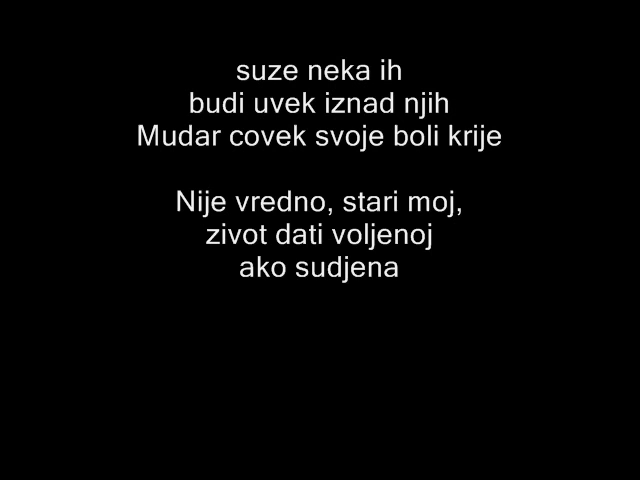 suze neka ih
budi uvek iznad njih
Mudar covek svoje boli krije
Nije vredno, stari moj,
zivot dati voljenoj
ako sudjena